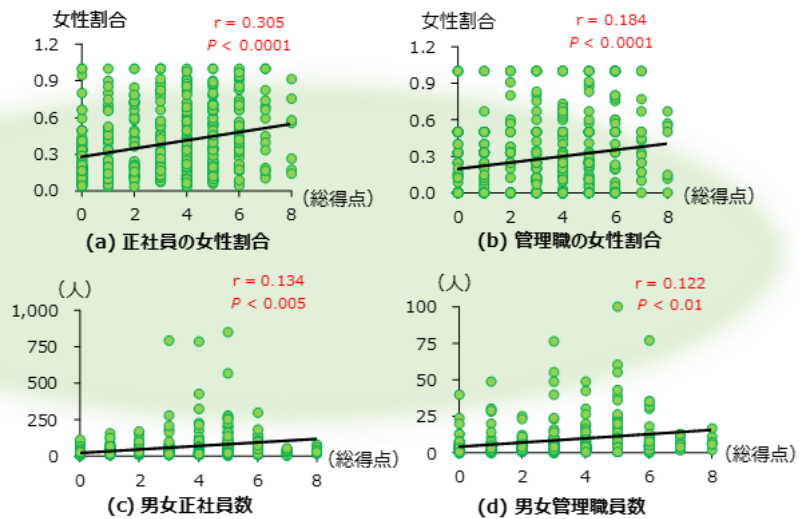 女性割合
r = 0.305
P < 0.0001
1.2
0.9
0.6
0.3
0.0
0 2 4 6 8
(総得点)
(a) 正社員の女性割合
女性割合
r = 0.184
P < 0.0001
1.2
0.9
0.6
0.3
0.0
0 2 4 6 8
(総得点)
(b) 管理職の女性割合
(人)
r = 0.134
P < 0.005
1,000
750
500
250
0
0 2 4 6 8
(総得点)
(c) 男女正社員数
(人)
r = 0.122
P < 0.01
100
75
50
25
0
0 2 4 6 8
(総得点)
(d) 男女管理職員数